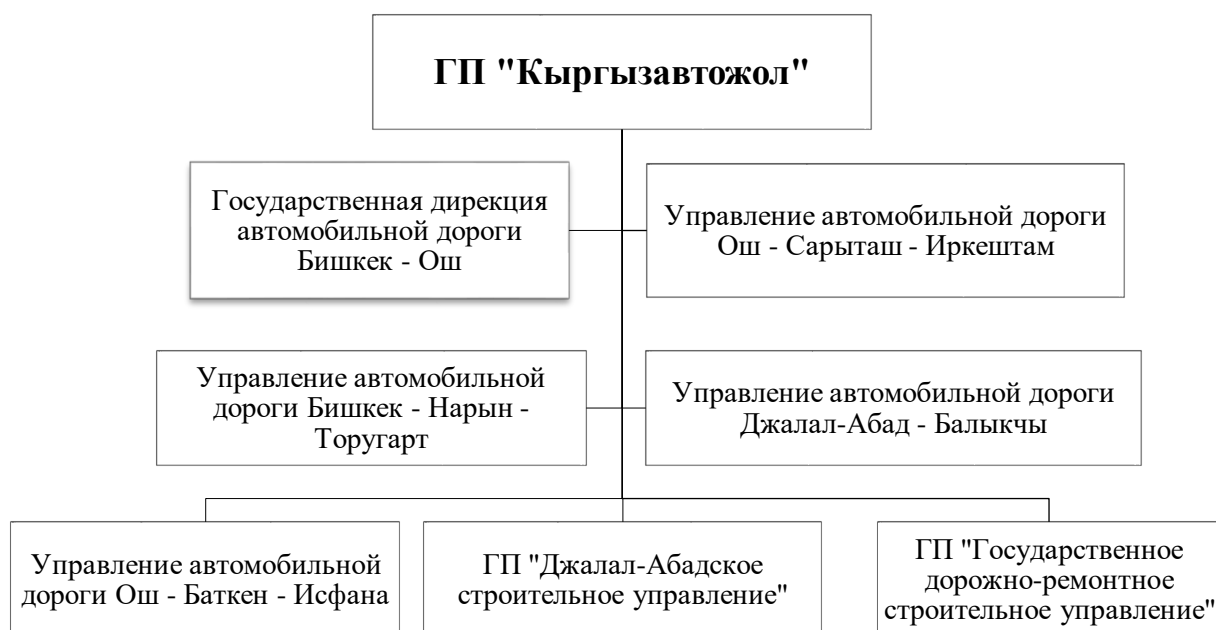 ГП "Кыргызавтожол"
Государственная дирекция
автомобильной дороги
Бишкек - Ош
Управление автомобильной дороги
Ош - Сарыташ - Иркештам
Управление автомобильной
дороги Бишкек - Нарын -
Торугарт
Управление автомобильной дороги
Джалал-Абад - Балыкчы
Управление автомобильной
дороги Ош - Баткен - Исфана
ГП "Джалал-Абадское
строительное управление"
ГП "Государственное
дорожно-ремонтное
строительное управление"